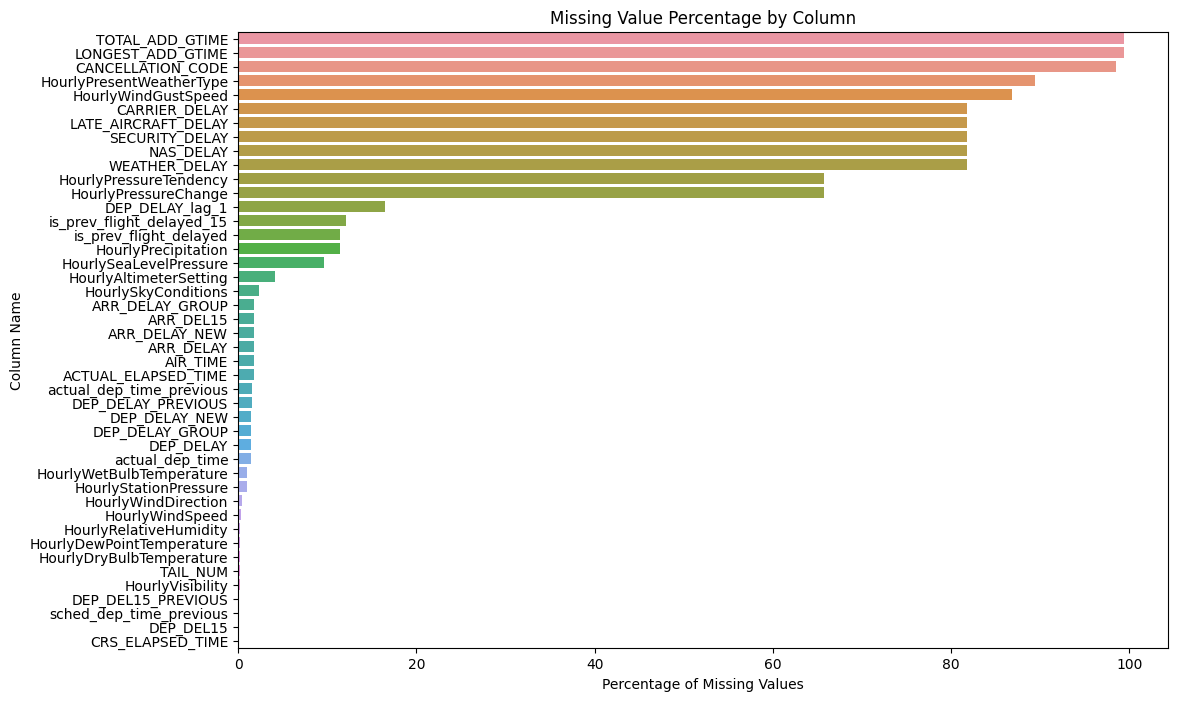 Missing Value Percentage by Column
TOTAL_ADD_GTIME
LONGEST_ADD_GTIME
CANCELLATION_CODE
HourlyPresentWeatherType
HourlyWindGustSpeed
CARRIER_DELAY
LATE_AIRCRAFT_DELAY
SECURITY_DELAY
NAS_DELAY
WEATHER_DELAY
HourlyPressureTendency
HourlyPressureChange
DEP_DELAY_lag_1
is_prev_flight_delayed_15
is_prev_flight_delayed
HourlyPrecipitation
HourlySeaLevelPressure
HourlyAltimeterSetting
HourlySkyConditions
ARR_DELAY_GROUP
ARR_DEL15
ARR_DELAY_NEW
ARR_DELAY
AIR_TIME
ACTUAL_ELAPSED_TIME
actual_dep_time_previous
DEP_DELAY_PREVIOUS
DEP_DELAY_NEW
DEP_DELAY_GROUP
DEP_DELAY
actual_dep_time
HourlyWetBulbTemperature
HourlyStationPressure
HourlyWindDirection
HourlyWindSpeed
HourlyRelativeHumidity
HourlyDewPointTemperature
HourlyDryBulbTemperature
TAIL_NUM
HourlyVisibility
DEP_DEL15_PREVIOUS
sched_dep_time_previous
DEP_DEL15
CRS_ELAPSED_TIME
Column Name
0 20 40 60 80 100
Percentage of Missing Values